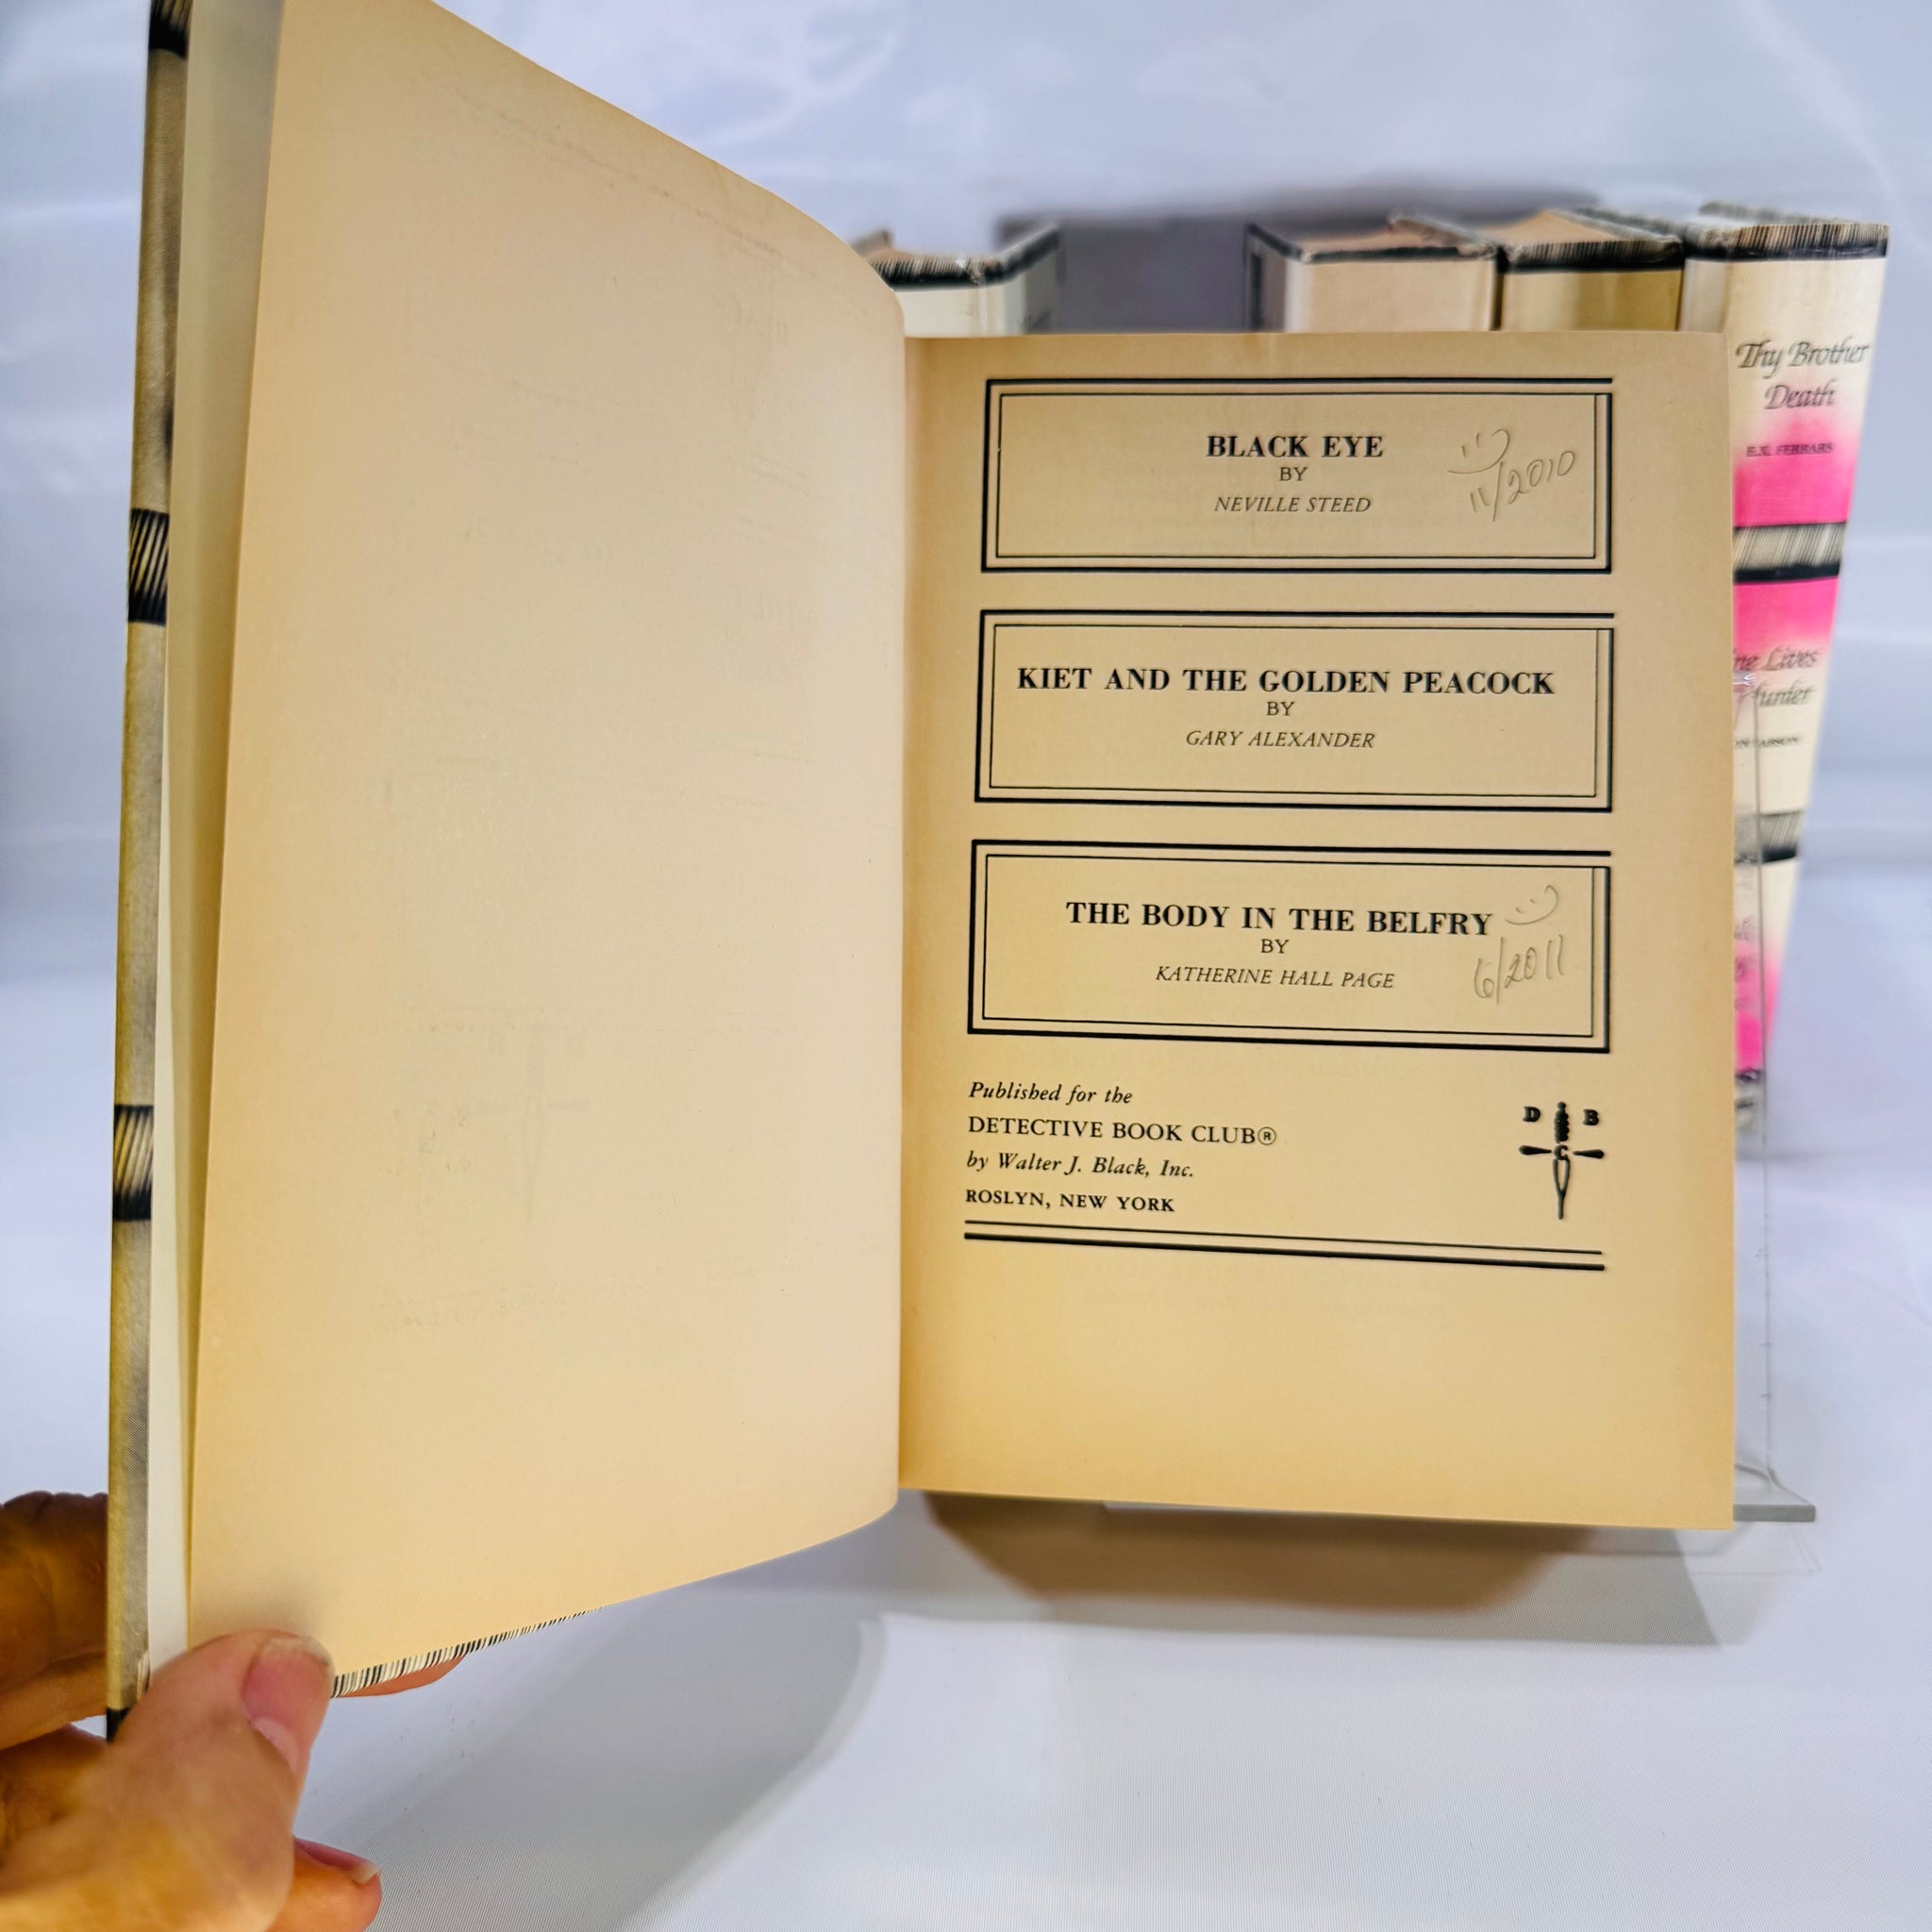 BLACK EYE
BY
NEVILLE STEED
11/2010
KIET AND THE GOLDEN PEACOCK
BY
GARY ALEXANDER
THE BODY IN THE BELFRY
BY
KATHERINE HALL PAGE
6/2011
Published for the
DETECTIVE BOOK CLUB®
by Walter J. Black, Inc.
ROSLYN, NEW YORK
D B
C
Thy Brother
Death
E.X. FERRARS
Lives